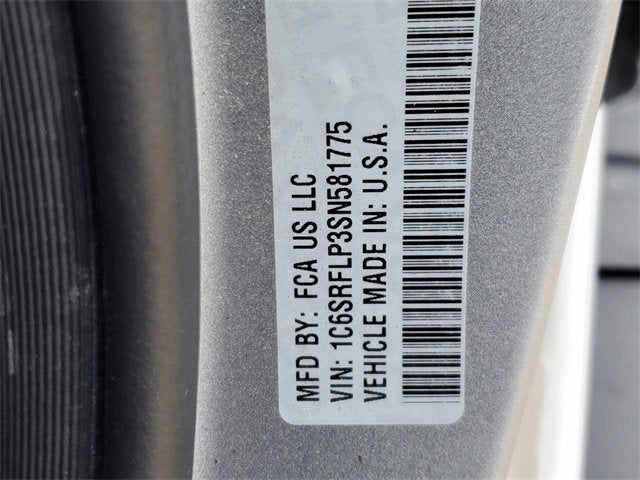 MFD BY: FCA US LLC
VIN: 1C6SRFLP3SN581775
VEHICLE MADE IN: U.S.A.